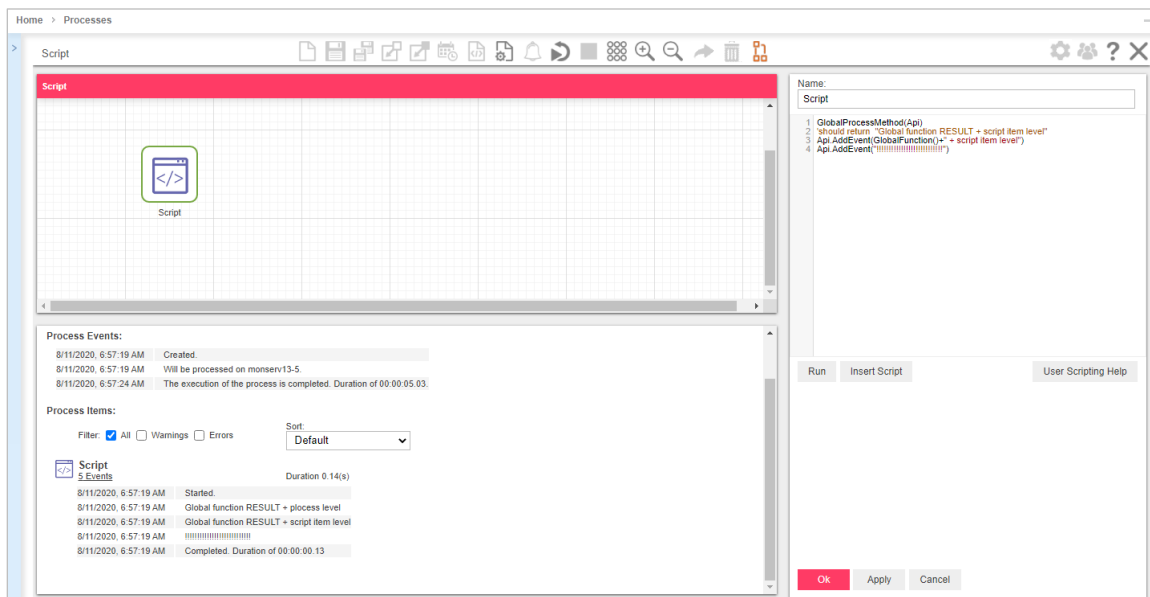 Home > Processes
Script
Script
Script
Process Events:
8/11/2020, 6:57:19 AM Created.
8/11/2020, 6:57:19 AM Will be processed on monserv13-5.
8/11/2020, 6:57:24 AM The execution of the process is completed. Duration of 00:00:05.03.
Process Items:
Filter: All Warnings Errors
Sort:
Default
Script
5 Events Duration 0.14(s)
8/11/2020, 6:57:19 AM Started.
8/11/2020, 6:57:19 AM Global function RESULT + plocess level
8/11/2020, 6:57:19 AM Global function RESULT + script item level
8/11/2020, 6:57:19 AM !!!!!!!!!!!!!!!!!!!!!!!!!!
8/11/2020, 6:57:19 AM Completed. Duration of 00:00:00.13
Name:
Script
1 GlobalProcessMethod(Api)
2 'should return "Global function RESULT + script item level"
3 Api.AddEvent(GlobalFunction()+" + script item level")
4 Api.AddEvent("!!!!!!!!!!!!!!!!!!!!!!!!!!")
Run Insert Script User Scripting Help
Ok Apply Cancel